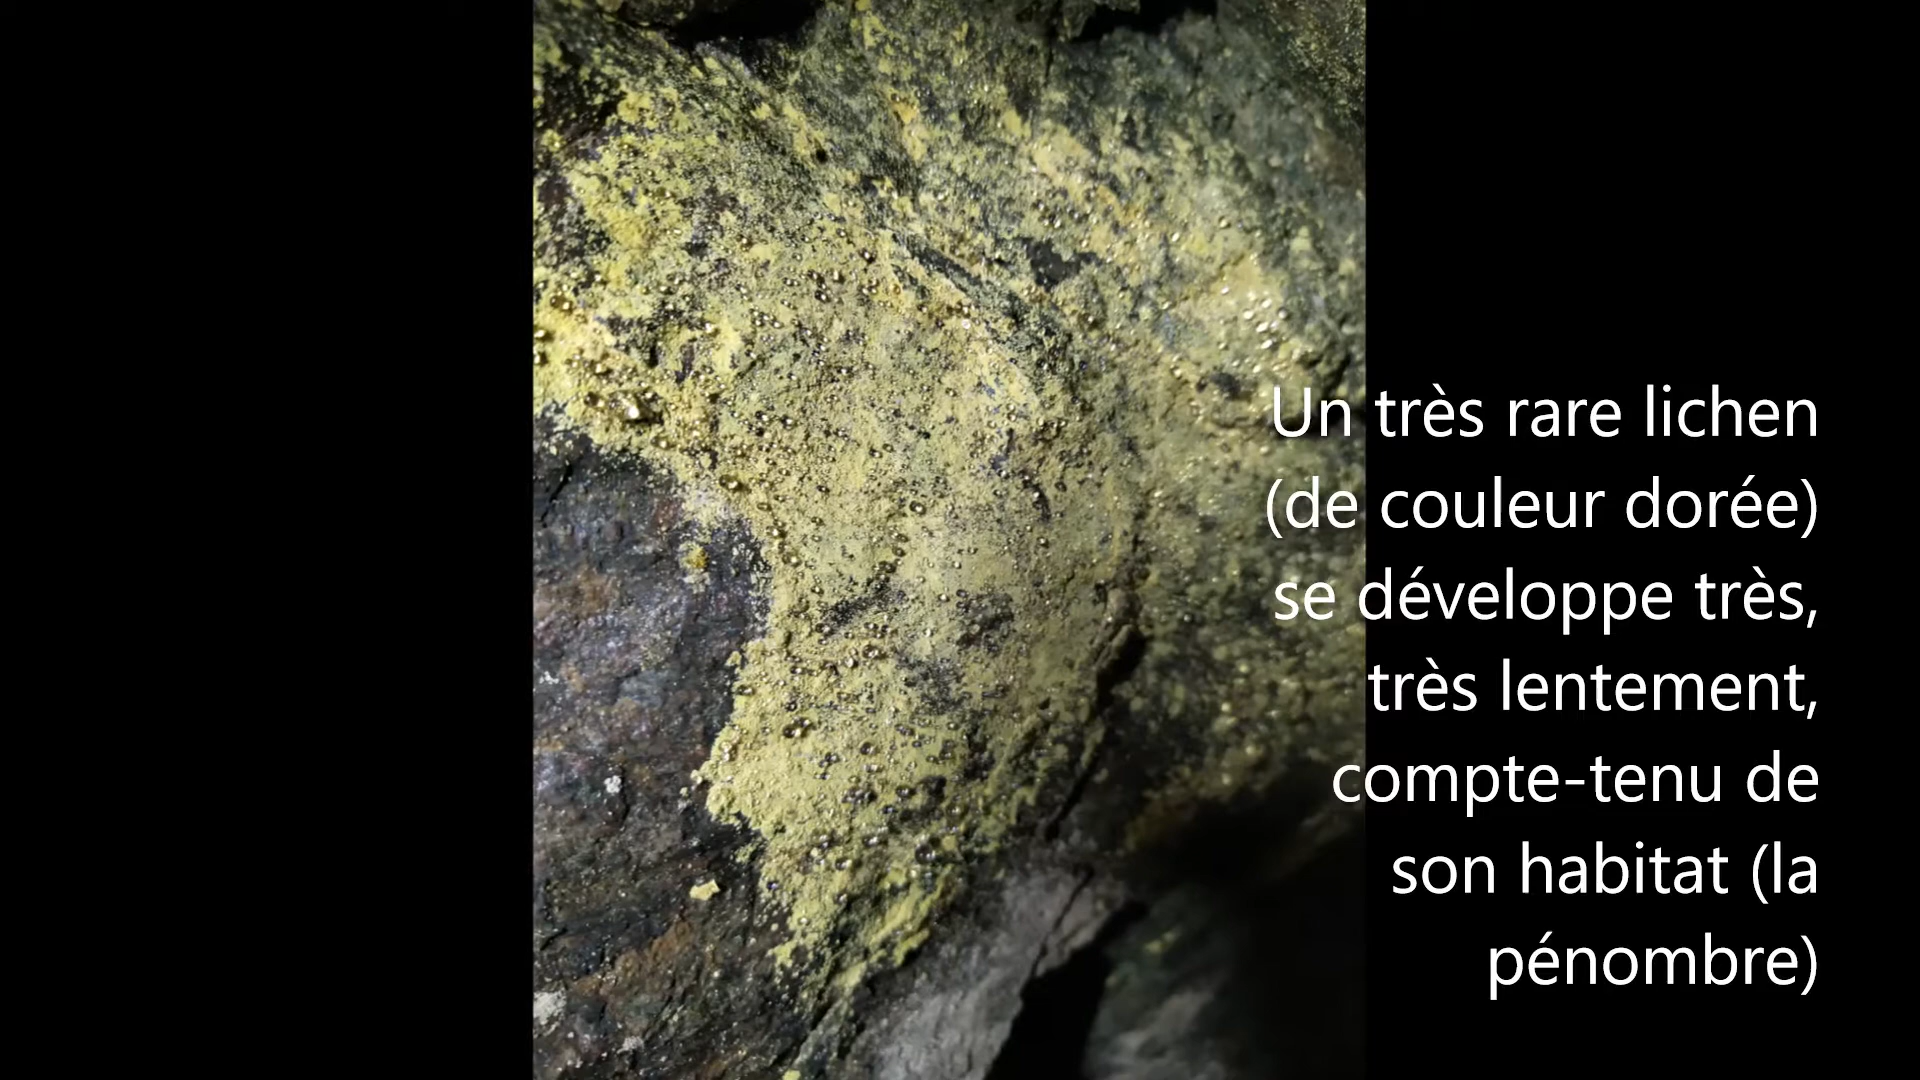 Un très rare lichen
(de couleur dorée)
se développe très,
très lentement,
compte-tenu de
son habitat (la
pénombre)